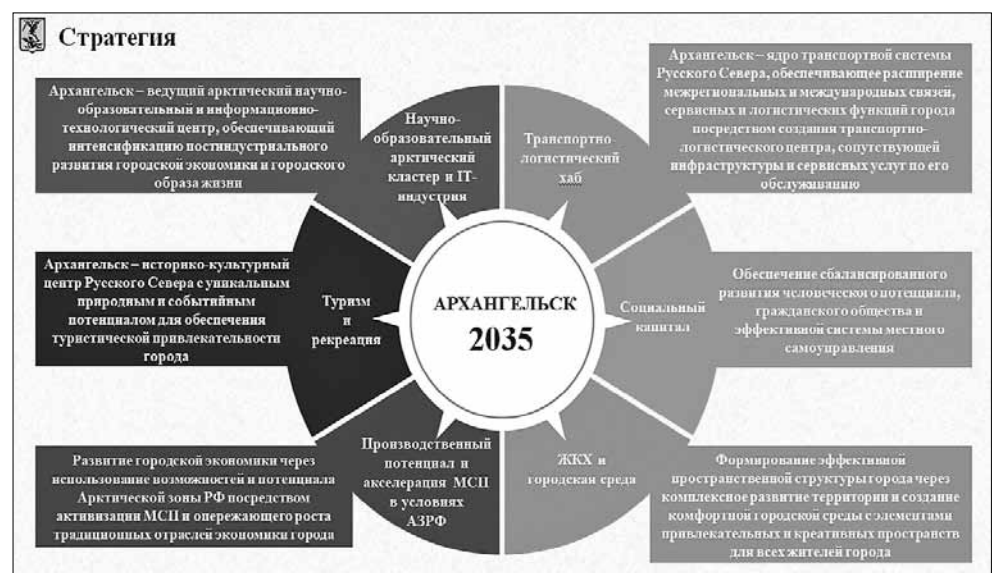 Стратегия
Архангельск – ведущий арктический научно-
образовательный и информационно-
технологический центр, обеспечивающий
интенсификацию постиндустриального
развития городской экономики и городского
образа жизни
Научно-
образовательный
арктический
кластер и IT-
индустрия
Транспортно-
логистический
хаб
Архангельск – ядро транспортной системы
Русского Севера, обеспечивающее расширение
межрегиональных и международных связей,
сервисных и логистических функций города
посредством создания транспортно-
логистического центра, сопутствующей
инфраструктуры и сервисных услуг по его
обслуживанию
Архангельск – историко-культурный
центр Русского Севера с уникальным
природным и событийным
потенциалом для обеспечения
туристической привлекательности
города
Туризм
и
рекреация
АРХАНГЕЛЬСК
2035
Социальный
капитал
Обеспечение сбалансированного
развития человеческого потенциала,
гражданского общества и
эффективной системы местного
самоуправления
Развитие городской экономики через
использование возможностей и потенциала
Арктической зоны РФ посредством
активизации МСП и опережающего роста
традиционных отраслей экономики города
Производственный
потенциал и
акселерация МСП
в условиях
АЗРФ
ЖКХ и
городская среда
Формирование эффективной
пространственной структуры города через
комплексное развитие территории и создание
комфортной городской среды с элементами
привлекательных и креативных пространств
для всех жителей города